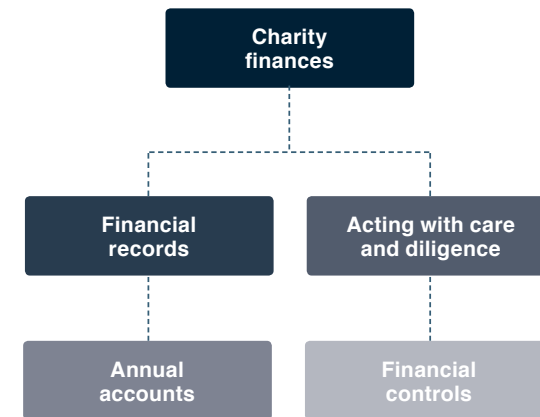 Charity
finances
Financial
records
Acting with care
and diligence
Annual
accounts
Financial
controls